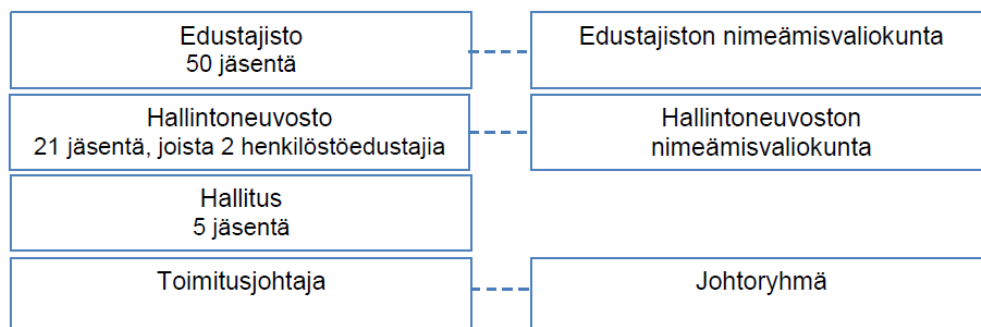 Edustajisto
50 jäsentä
Edustajiston nimeämisvaliokunta
Hallintoneuvosto
21 jäsentä, joista 2 henkilöstöedustajia
Hallintoneuvoston
nimeämisvaliokunta
Hallitus
5 jäsentä
Toimitusjohtaja
Johtoryhmä